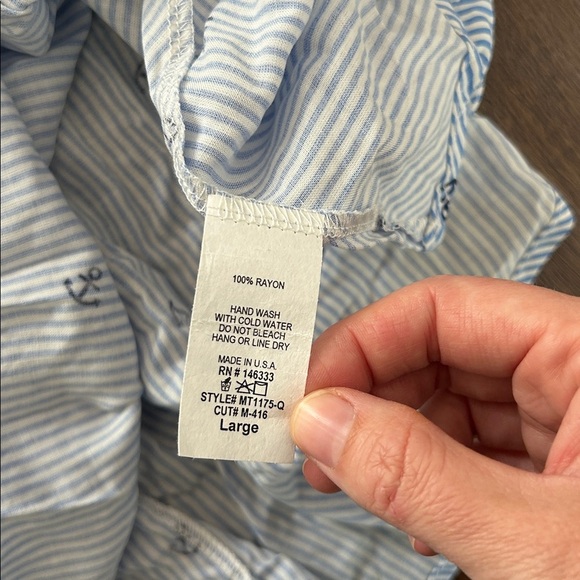 100% RAYON
HAND WASH
WITH COLD WATER
DO NOT BLEACH
HANG OR LINE DRY
MADE IN U.S.A.
RN # 146333
STYLE# MT1175-Q
CUT# M-416
Large